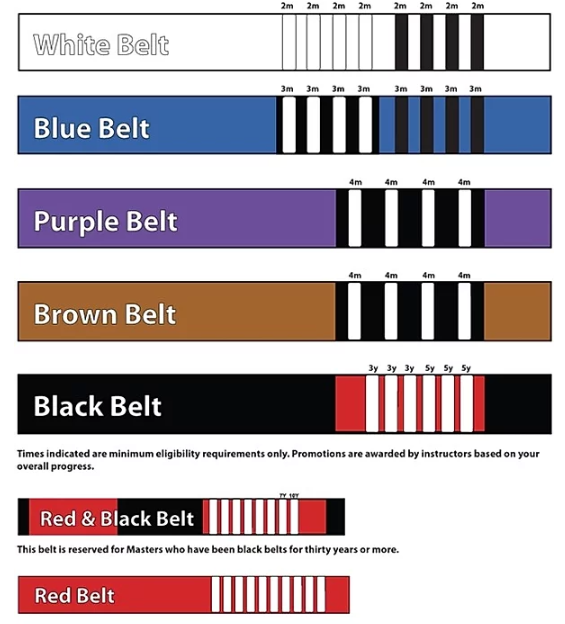 2m 2m 2m 2m 2m 2m 2m 2m
White Belt
3m 3m 3m 3m 3m 3m 3m 3m
Blue Belt
4m 4m 4m 4m
Purple Belt
4m 4m 4m 4m
Brown Belt
3y 3y 3y 5y 5y 5y
Black Belt
Times indicated are minimum eligibility requirements only. Promotions are awarded by instructors based on your
overall progress.
7Y 10Y
Red & Black Belt
This belt is reserved for Masters who have been black belts for thirty years or more.
Red Belt